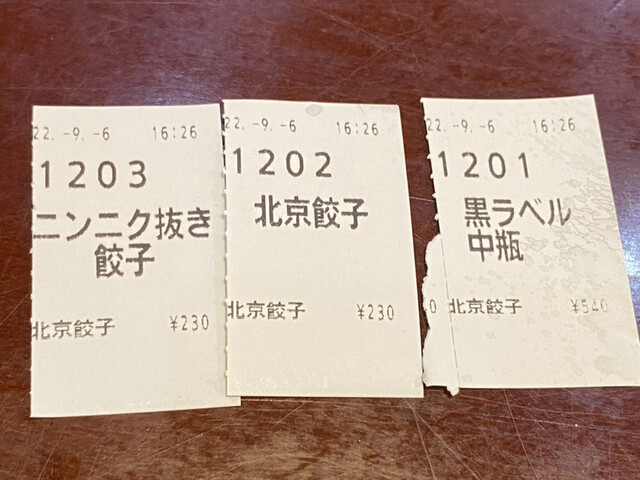 22.-9.-6 16:26
1203
ニンニク抜き
餃子
北京餃子 ¥230
22.-9.-6 16:26
1202
北京餃子
北京餃子 ¥230
22.-9.-6 16:26
1201
黒ラベル
中瓶
0 北京餃子 ¥540